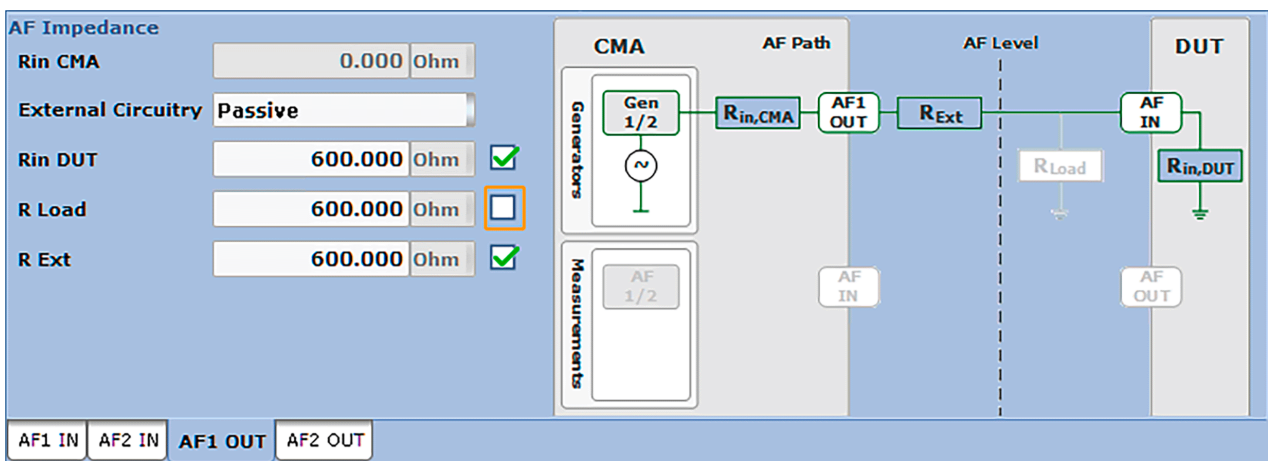 AF Impedance
Rin CMA 0.000 Ohm
External Circuitry Passive
Rin DUT 600.000 Ohm
R Load 600.000 Ohm
R Ext 600.000 Ohm
CMA
AF Path
AF Level
DUT
Generators
Gen
1/2
~
Rin,CMA
AF1
OUT
RExt
RLoad
AF
IN
Rin,DUT
Measurements
AF
1/2
AF
IN
AF
OUT
AF1 IN AF2 IN AF1 OUT AF2 OUT